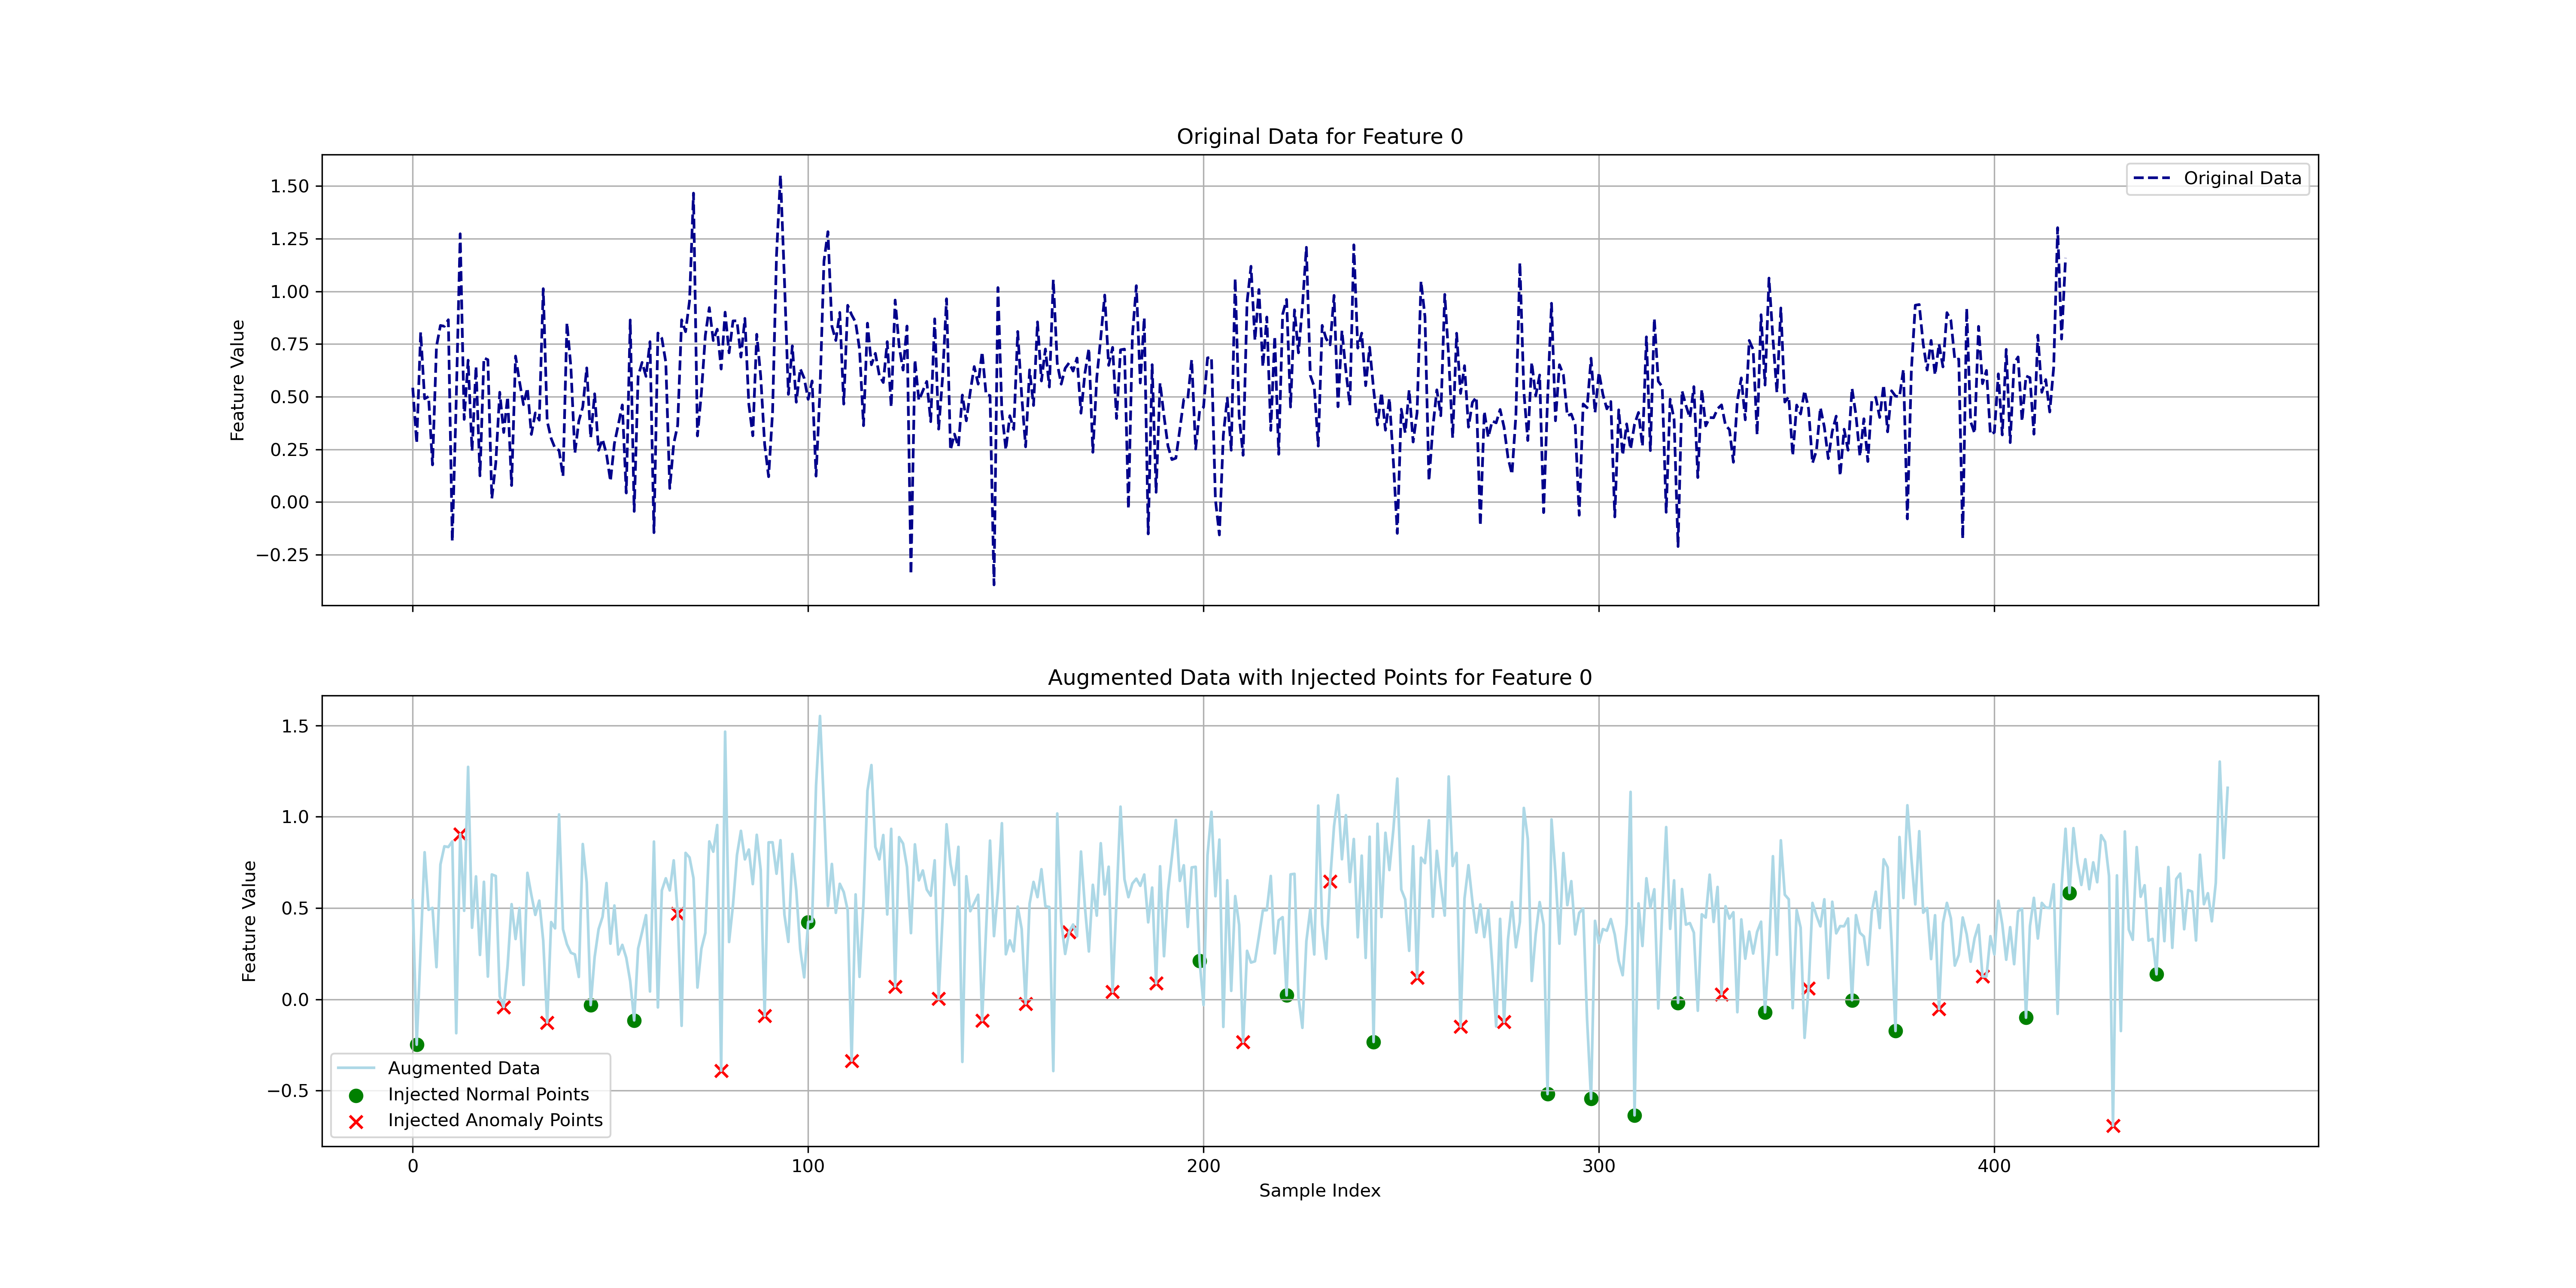 Original Data for Feature 0
Original Data
1.50
1.25
1.00
0.75
0.50
0.25
0.00
−0.25
Feature Value
Augmented Data with Injected Points for Feature 0
1.5
1.0
0.5
0.0
−0.5
Feature Value
Augmented Data
Injected Normal Points
Injected Anomaly Points
0 100 200 300 400
Sample Index